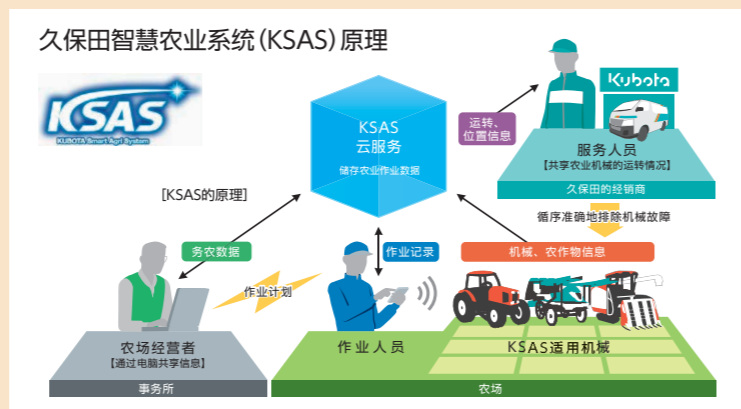 久保田智慧农业系统(KSAS)原理
KSAS
KUBOTA Smart Agri System
KSAS
云服务
储存农业作业数据
运转、
位置信息
Kubota
服务人员
【共享农业机械的运转情况】
久保田的经销商
[KSAS的原理]
循序准确地排除机械故障
务农数据
作业记录
机械、农作物信息
作业计划
农场经营者
【通过电脑共享信息】
作业人员
KSAS适用机械
事务所
农场